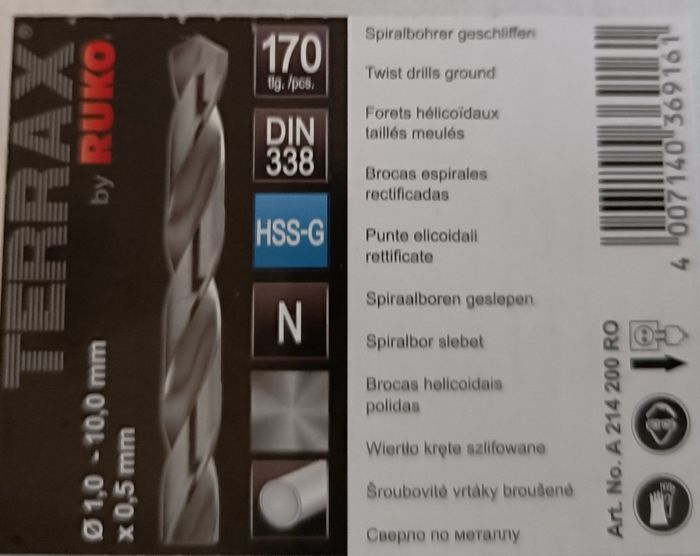 TERRAX®
by RUKO
Ø 1,0 - 10,0 mm
x 0,5 mm
170
tlg./pcs.
DIN
338
HSS-G
N
Spiralbohrer geschliffen
Twist drills ground
Forets hélicoïdaux
taillés meulés
Brocas espirales
rectificadas
Punte elicoidali
rettificate
Spiraalboren geslepen
Spiralbor slebet
Brocas helicoidais
polidas
Wiertło kręte szlifowane
Šroubovité vrtáky broušené
Сверло по металлу
4 007140 369161
Art. No. A 214 200 RO